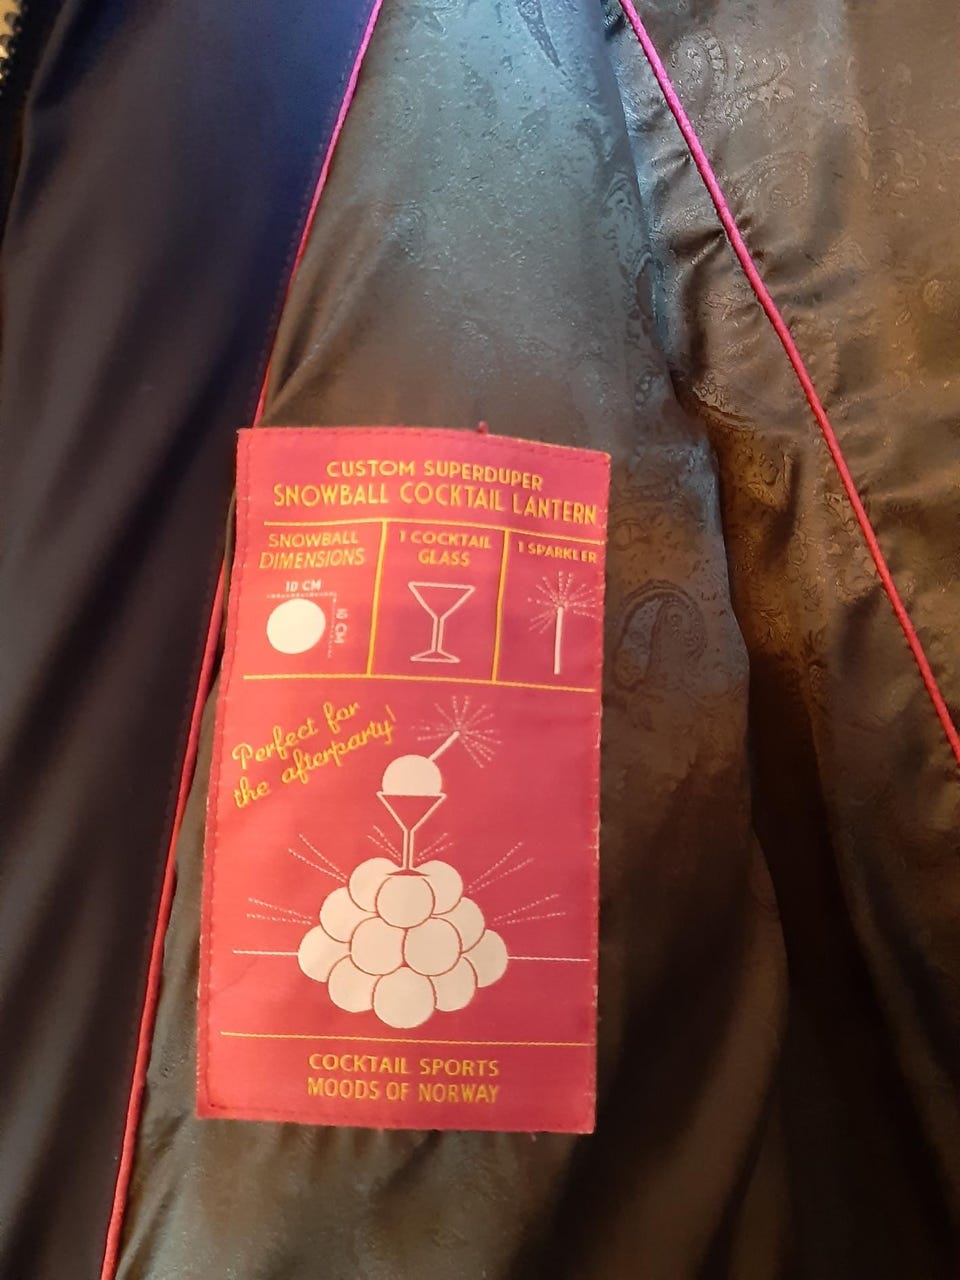 CUSTOM SUPERDUPER
SNOWBALL COCKTAIL LANTERN
SNOWBALL
DIMENSIONS
10 CM
10 CM
1 COCKTAIL
GLASS
1 SPARKLER
Perfect for
the afterparty!
COCKTAIL SPORTS
MOODS OF NORWAY